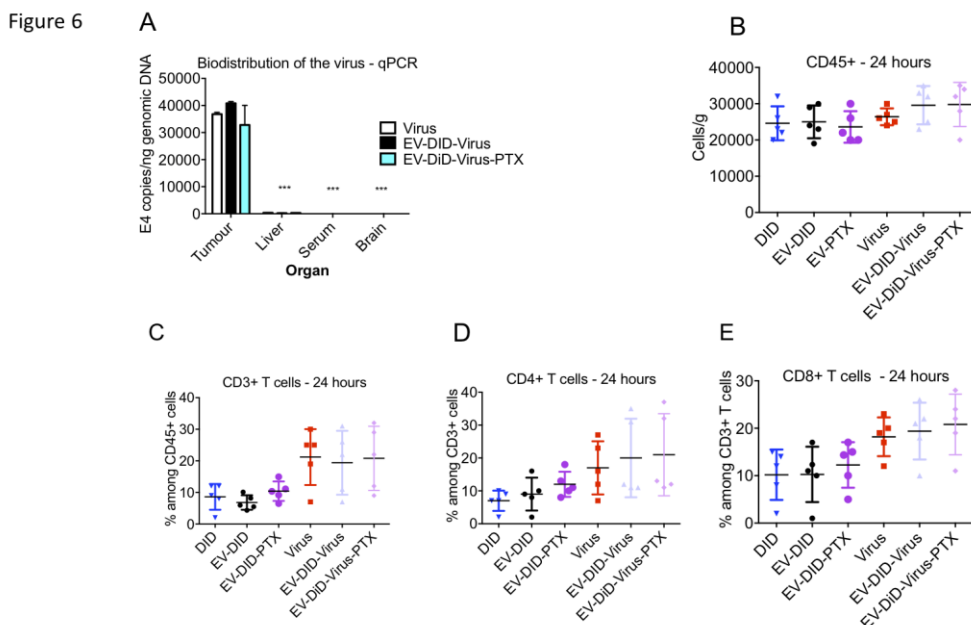 Figure 6
A
Biodistribution of the virus - qPCR
E4 copies/ng genomic DNA
50000
40000
30000
20000
10000
0
Virus
EV-DID-Virus
EV-DiD-Virus-PTX
***
***
***
Tumour
Liver
Serum
Brain
Organ
B
CD45+ - 24 hours
Cells/g
40000
30000
20000
10000
0
DID
EV-DID
EV-PTX
Virus
EV-DID-Virus
EV-DiD-Virus-PTX
C
CD3+ T cells - 24 hours
% among CD45+ cells
40
30
20
10
0
DID
EV-DID
EV-DID-PTX
Virus
EV-DID-Virus
EV-DiD-Virus-PTX
D
CD4+ T cells - 24 hours
% among CD3+ cells
40
30
20
10
0
DID
EV-DID
EV-DID-PTX
Virus
EV-DID-Virus
EV-DiD-Virus-PTX
E
CD8+ T cells - 24 hours
% among CD3+ T cells
30
20
10
0
DID
EV-DID
EV-DID-PTX
Virus
EV-DID-Virus
EV-DiD-Virus-PTX